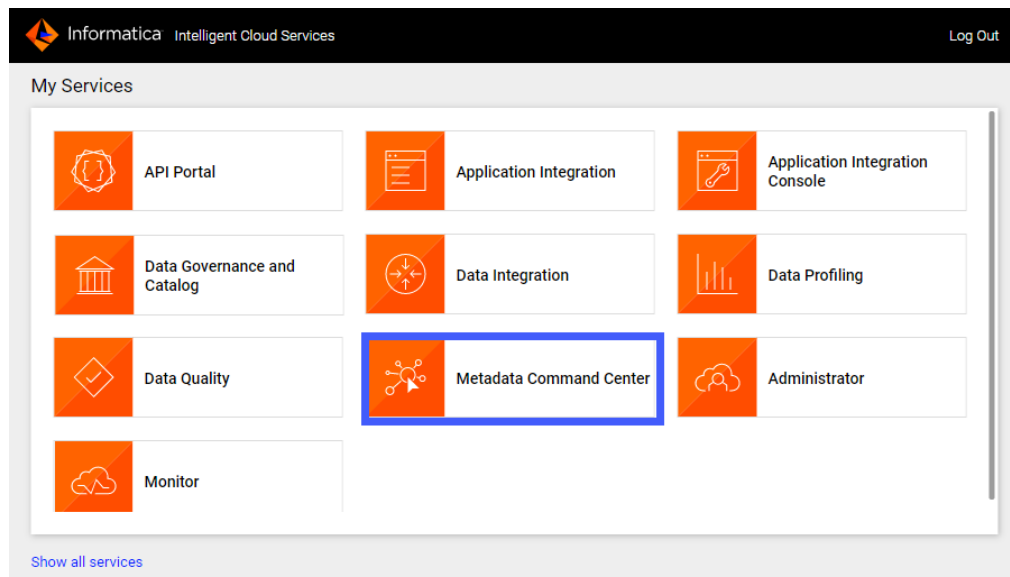 Informatica Intelligent Cloud Services
Log Out
My Services
API Portal
Application Integration
Application Integration
Console
Data Governance and
Catalog
Data Integration
Data Profiling
Data Quality
Metadata Command Center
Administrator
Monitor
Show all services